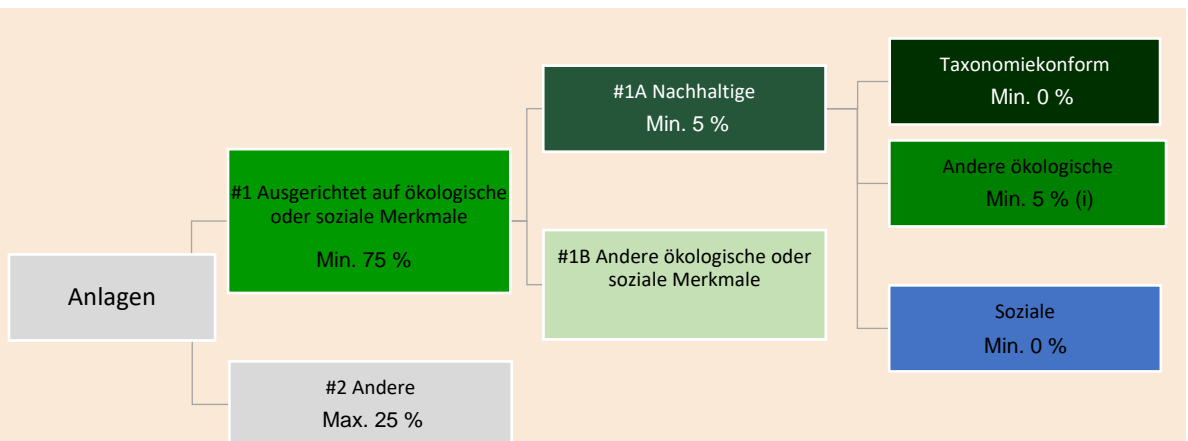 Anlagen
#1 Ausgerichtet auf ökologische
oder soziale Merkmale
Min. 75 %
#2 Andere
Max. 25 %
#1A Nachhaltige
Min. 5 %
#1B Andere ökologische oder
soziale Merkmale
Taxonomiekonform
Min. 0 %
Andere ökologische
Min. 5 % (i)
Soziale
Min. 0 %